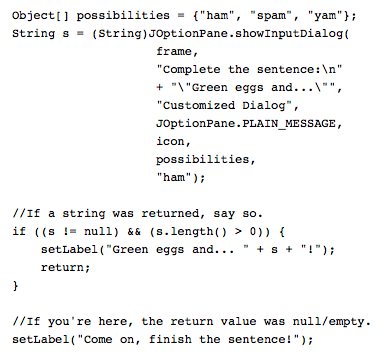 Object[] possibilities = {"ham", "spam", "yam"};
String s = (String)JOptionPane.showInputDialog(
                    frame,
                    "Complete the sentence:\n"
                    + "\"Green eggs and...\"",
                    "Customized Dialog",
                    JOptionPane.PLAIN_MESSAGE,
                    icon,
                    possibilities,
                    "ham");

//If a string was returned, say so.
if ((s != null) && (s.length() > 0)) {
    setLabel("Green eggs and... " + s + "!");
    return;
}

//If you're here, the return value was null/empty.
setLabel("Come on, finish the sentence!");